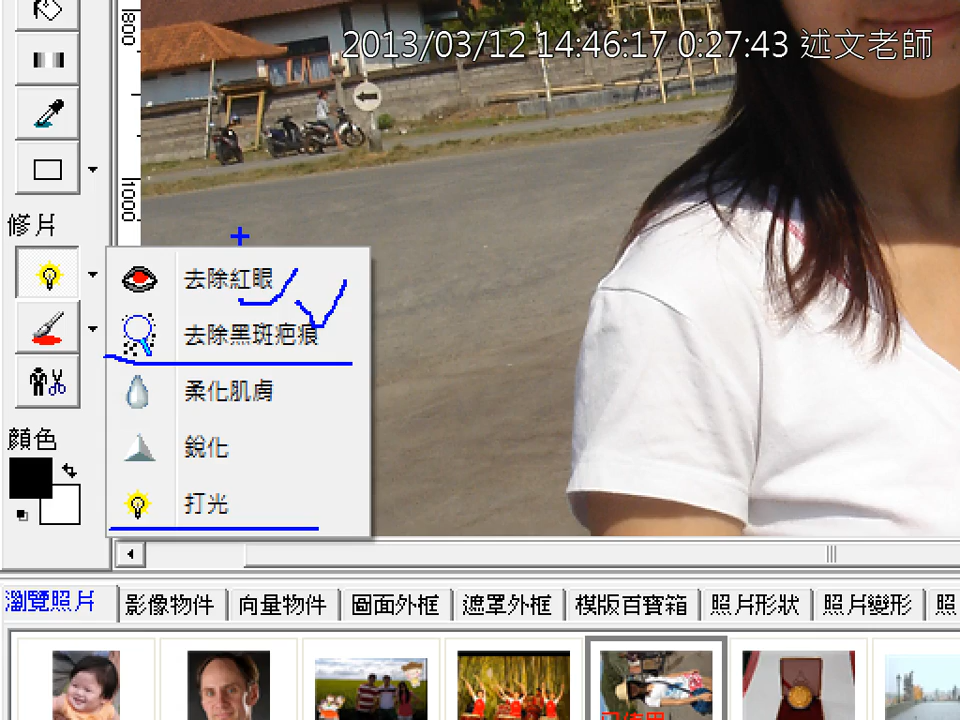 800
2013/03/12 14:46:17 0:27:43 述文老師
1000
修片
去除紅眼
去除黑斑疤痕
柔化肌膚
銳化
打光
顏色
瀏覽照片
影像物件
向量物件
圖面外框
遮罩外框
模版百寶箱
照片形狀
照片變形
照